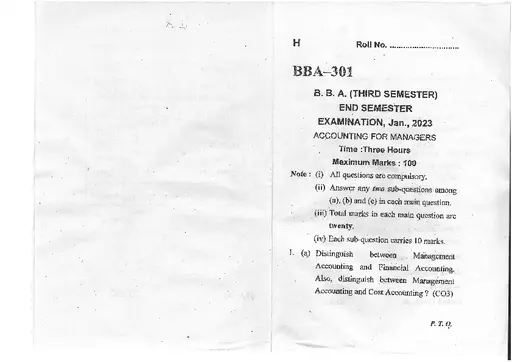 H Roll No. ..............................
BBA–301
B. B. A. (THIRD SEMESTER)
END SEMESTER
EXAMINATION, Jan., 2023
ACCOUNTING FOR MANAGERS
Time : Three Hours
Maximum Marks : 100
Note : (i) All questions are compulsory.
(ii) Answer any two sub-questions among
(a), (b) and (c) in each main question.
(iii) Total marks in each main question are
twenty.
(iv) Each sub-question carries 10 marks.
1. (a) Distinguish between Management
Accounting and Financial Accounting.
Also, distinguish between Management
Accounting and Cost Accounting ? (CO3)
P. T. O.